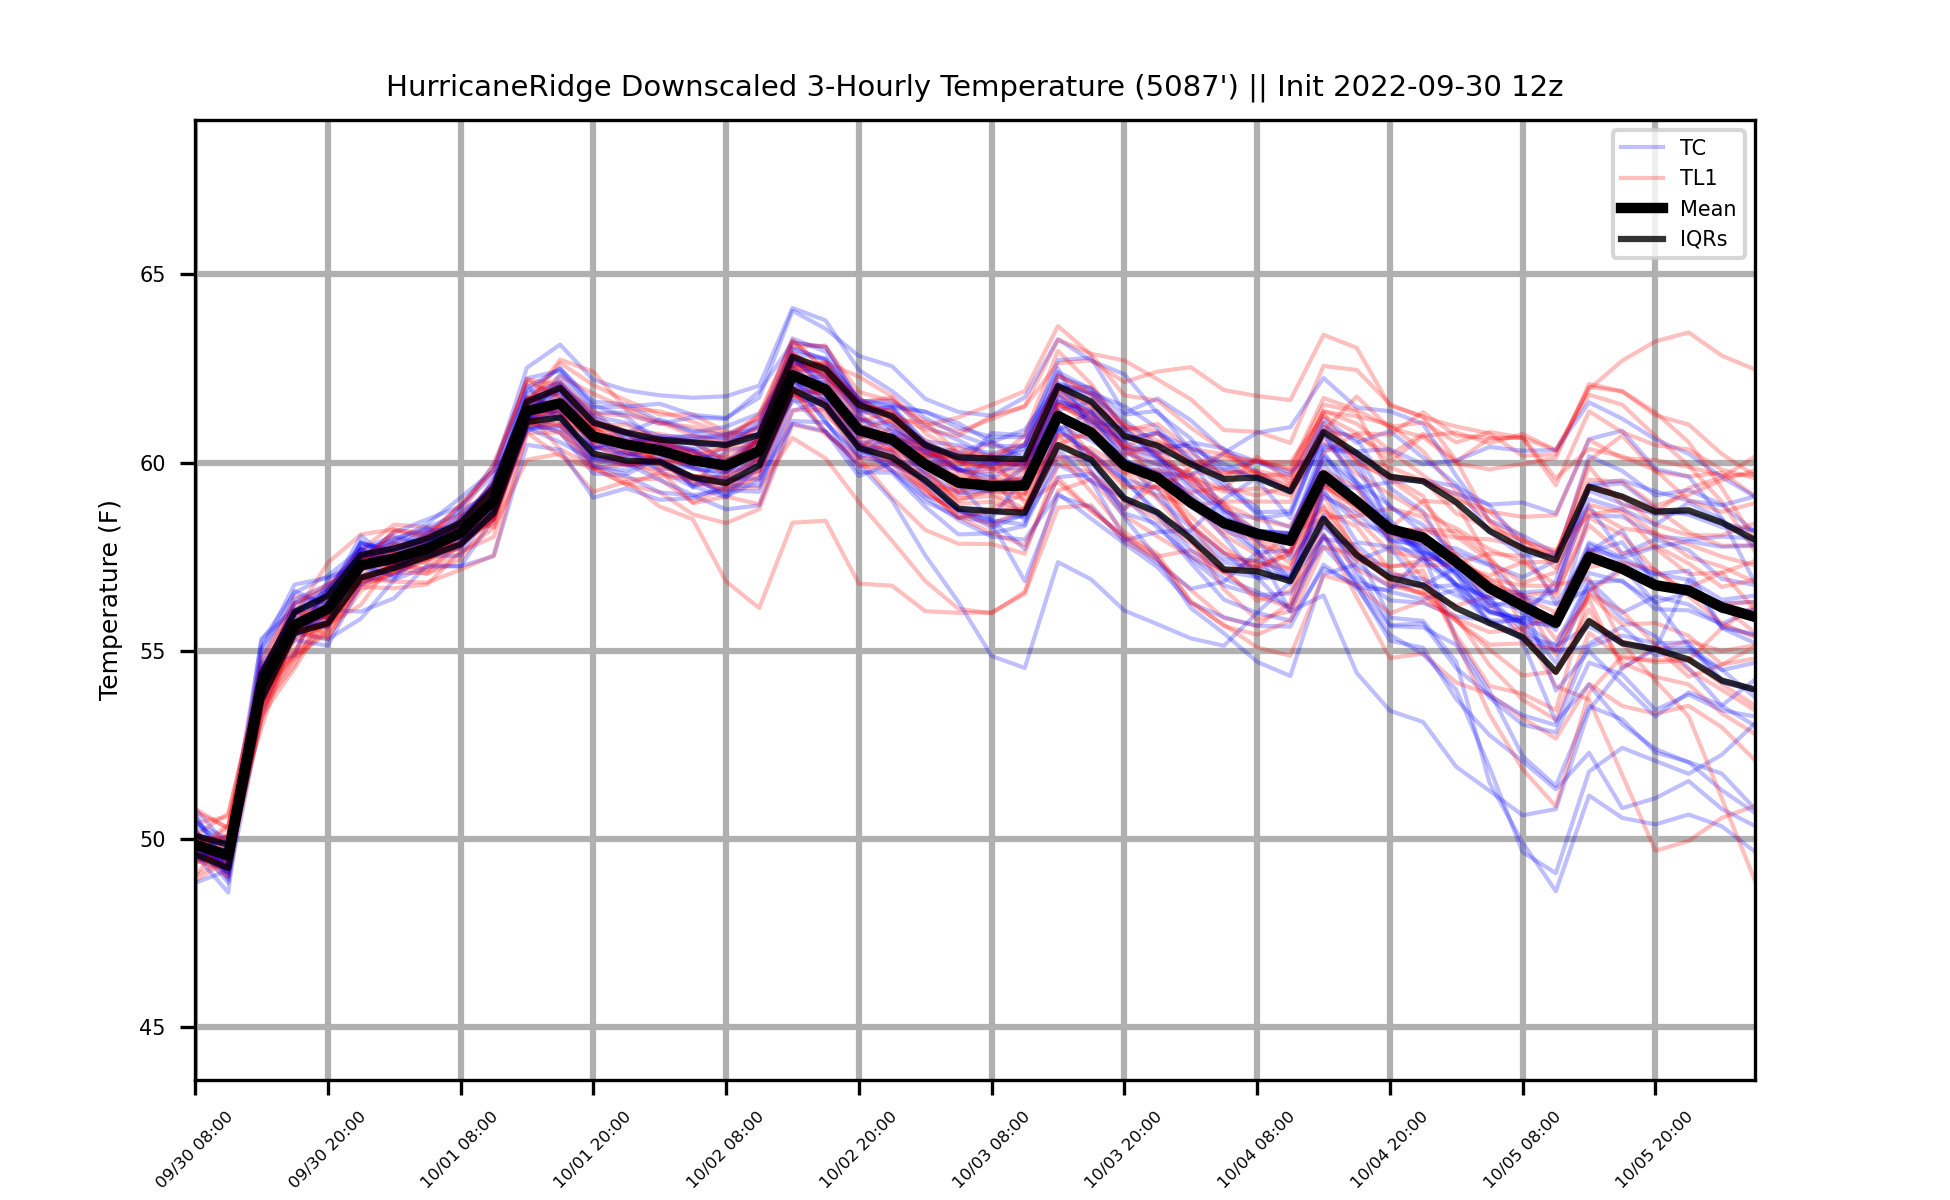 HurricaneRidge Downscaled 3-Hourly Temperature (5087') || Init 2022-09-30 12z
TC
TL1
Mean
IQRs
Temperature (F)
65
60
55
50
45
09/30 08:00
09/30 20:00
10/01 08:00
10/01 20:00
10/02 08:00
10/02 20:00
10/03 08:00
10/03 20:00
10/04 08:00
10/04 20:00
10/05 08:00
10/05 20:00